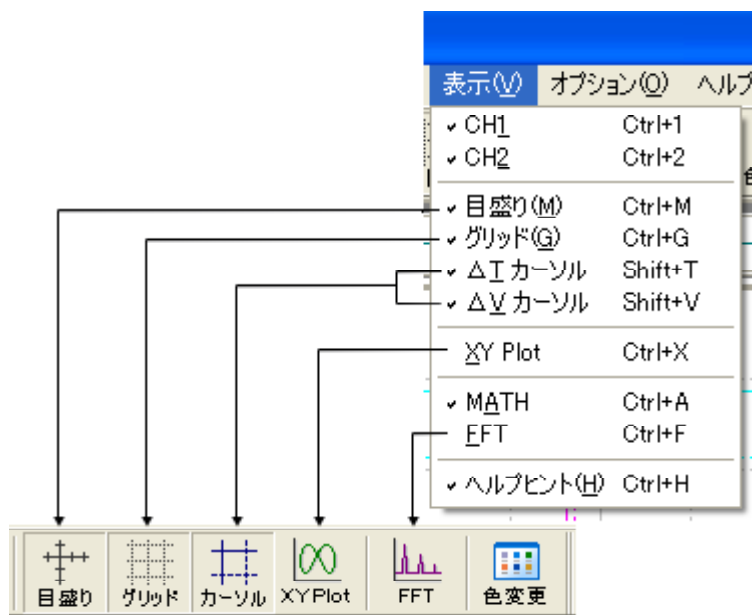 表示(V) オプション(O) ヘルプ
✓ CH1 Ctrl+1
✓ CH2 Ctrl+2
✓ 目盛り(M) Ctrl+M
✓ グリッド(G) Ctrl+G
✓ ΔT カーソル Shift+T
✓ ΔV カーソル Shift+V
XY Plot Ctrl+X
✓ MATH Ctrl+A
FFT Ctrl+F
✓ ヘルプヒント(H) Ctrl+H
目盛り グリッド カーソル XY Plot FFT 色変更